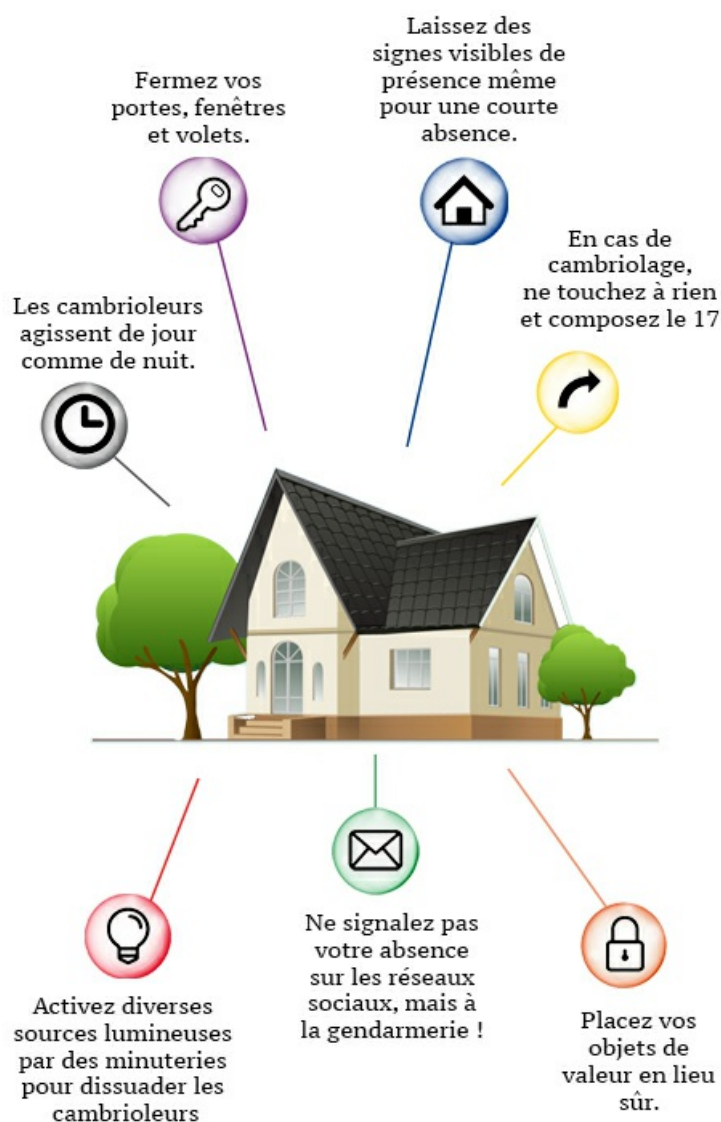 Laissez des
signes visibles de
présence même
pour une courte
absence.
Fermez vos
portes, fenêtres
et volets.
En cas de
cambriolage,
ne touchez à rien
et composez le 17
Les cambrioleurs
agissent de jour
comme de nuit.
Activez diverses
sources lumineuses
par des minuteries
pour dissuader les
cambrioleurs
Ne signalez pas
votre absence
sur les réseaux
sociaux, mais à
la gendarmerie !
Placez vos
objets de
valeur en lieu
sûr.